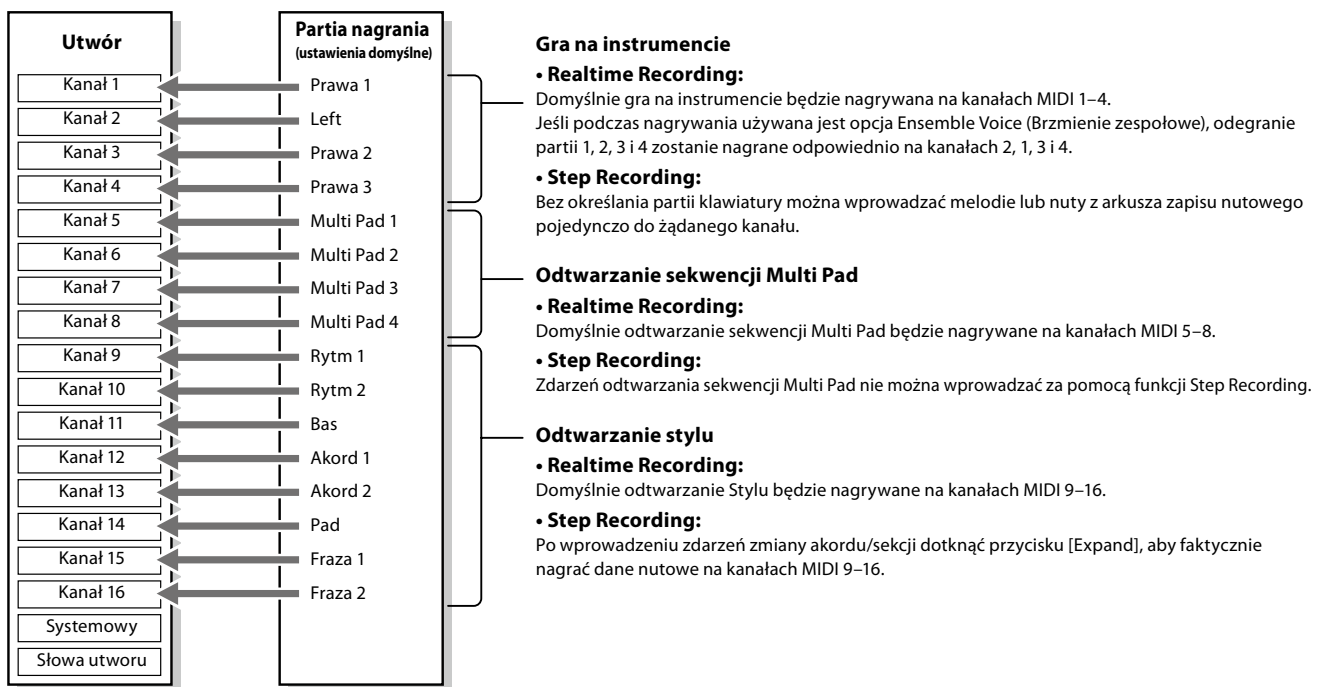 Utwór
Kanał 1
Kanał 2
Kanał 3
Kanał 4
Kanał 5
Kanał 6
Kanał 7
Kanał 8
Kanał 9
Kanał 10
Kanał 11
Kanał 12
Kanał 13
Kanał 14
Kanał 15
Kanał 16
Systemowy
Słowa utworu
Partia nagrania
(ustawienia domyślne)
Prawa 1
Left
Prawa 2
Prawa 3
Multi Pad 1
Multi Pad 2
Multi Pad 3
Multi Pad 4
Rytm 1
Rytm 2
Bas
Akord 1
Akord 2
Pad
Fraza 1
Fraza 2
Gra na instrumencie
• Realtime Recording:
Domyślnie gra na instrumencie będzie nagrywana na kanałach MIDI 1–4.
Jeśli podczas nagrywania używana jest opcja Ensemble Voice (Brzmienie zespołowe), odegranie
partii 1, 2, 3 i 4 zostanie nagrane odpowiednio na kanałach 2, 1, 3 i 4.
• Step Recording:
Bez określania partii klawiatury można wprowadzać melodie lub nuty z arkusza zapisu nutowego
pojedynczo do żądanego kanału.
Odtwarzanie sekwencji Multi Pad
• Realtime Recording:
Domyślnie odtwarzanie sekwencji Multi Pad będzie nagrywane na kanałach MIDI 5–8.
• Step Recording:
Zdarzeń odtwarzania sekwencji Multi Pad nie można wprowadzać za pomocą funkcji Step Recording.
Odtwarzanie stylu
• Realtime Recording:
Domyślnie odtwarzanie Stylu będzie nagrywane na kanałach MIDI 9–16.
• Step Recording:
Po wprowadzeniu zdarzeń zmiany akordu/sekcji dotknąć przycisku [Expand], aby faktycznie
nagrać dane nutowe na kanałach MIDI 9–16.